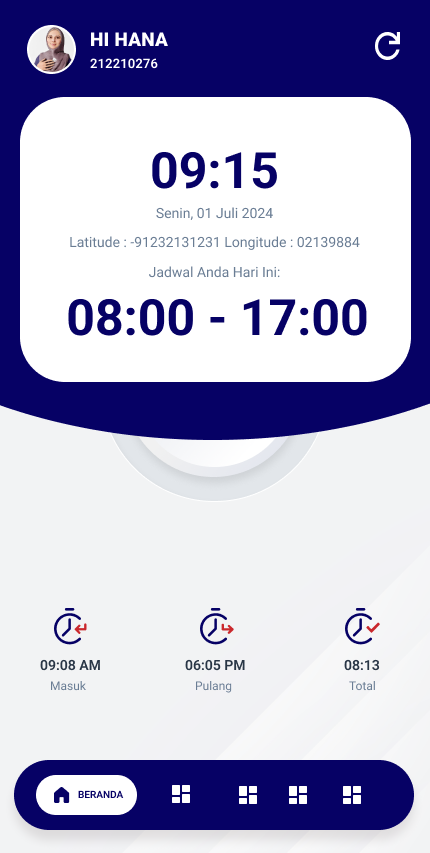 HI HANA
212210276
09:15
Senin, 01 Juli 2024
Latitude : -91232131231 Longitude : 02139884
Jadwal Anda Hari Ini:
08:00 - 17:00
09:08 AM
Masuk
06:05 PM
Pulang
08:13
Total
BERANDA